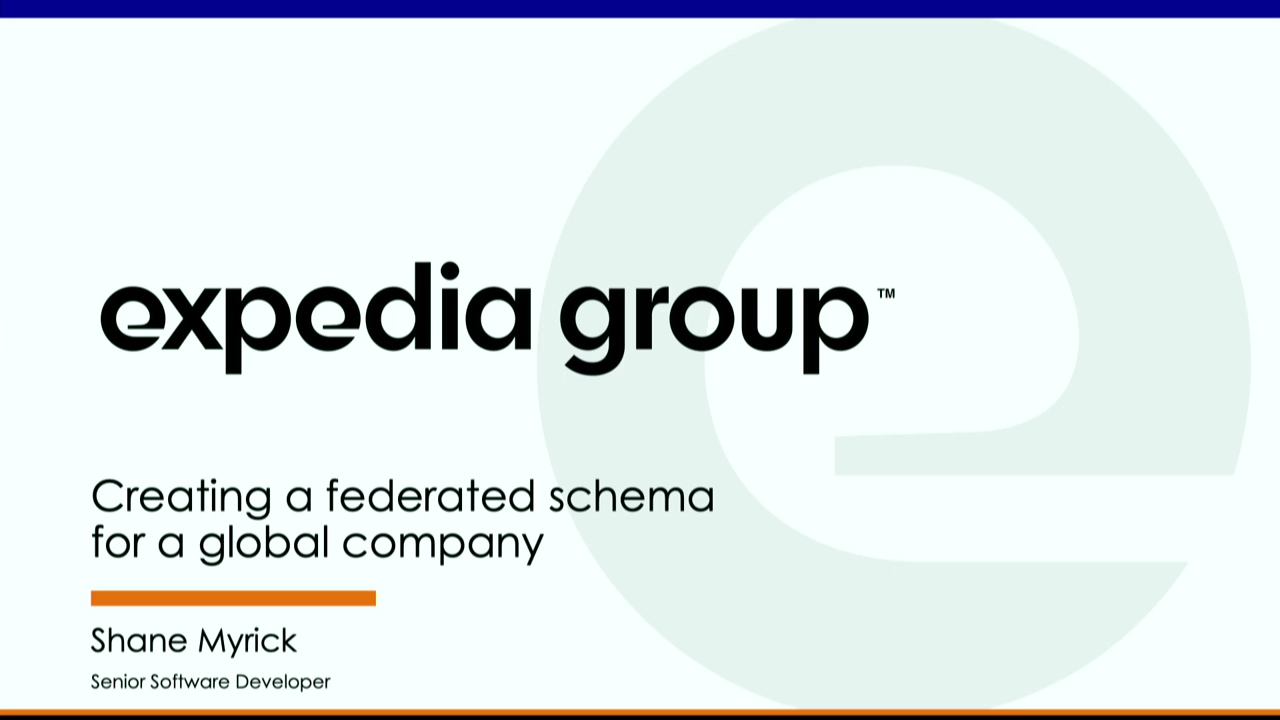 expedia group™
Creating a federated schema
for a global company
Shane Myrick
Senior Software Developer